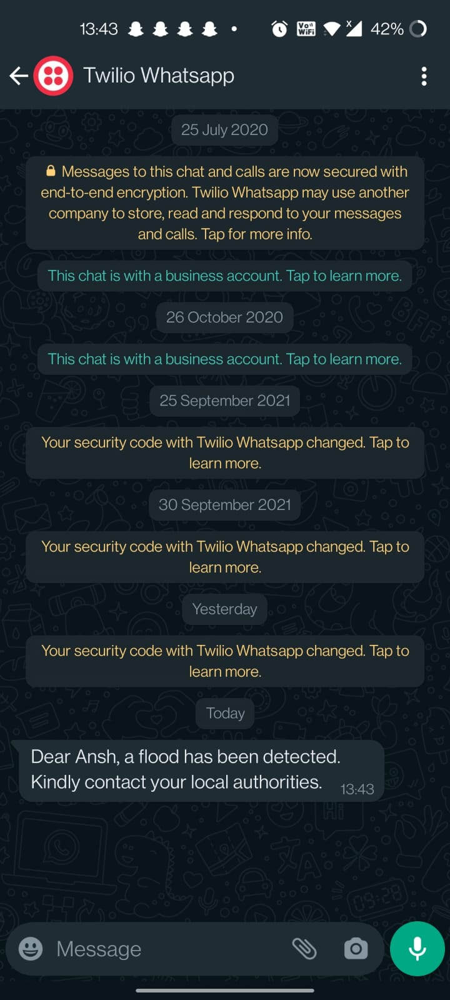 13:43 Vo)) WiFi x 42%
Twilio Whatsapp
25 July 2020
Messages to this chat and calls are now secured with
end-to-end encryption. Twilio Whatsapp may use another
company to store, read and respond to your messages
and calls. Tap for more info.
This chat is with a business account. Tap to learn more.
26 October 2020
This chat is with a business account. Tap to learn more.
25 September 2021
Your security code with Twilio Whatsapp changed. Tap to
learn more.
30 September 2021
Your security code with Twilio Whatsapp changed. Tap to
learn more.
Yesterday
Your security code with Twilio Whatsapp changed. Tap to
learn more.
Today
Dear Ansh, a flood has been detected.
Kindly contact your local authorities. 13:43
Hi
09:28
Message